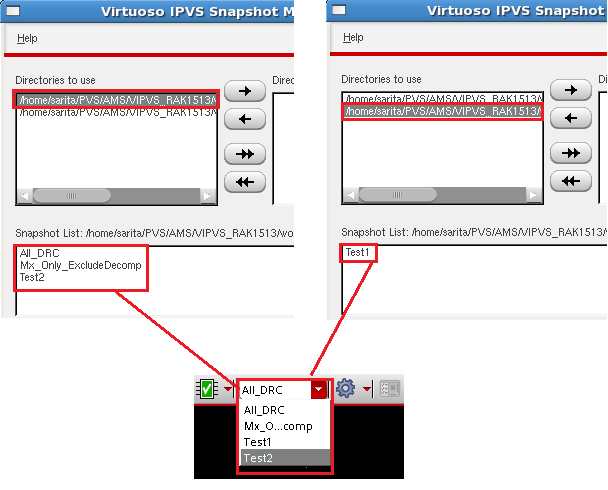 Virtuoso IPVS Snapshot M
Help
Directories to use
Direc
/home/sarita/PVS/AMS/VIPVS_RAK1513/v
/home/sarita/PVS/AMS/VIPVS_RAK1513/v
Snapshot List: /home/sarita/PVS/AMS/VIPVS_RAK1513/vo
All_DRC
Mx_Only_ExcludeDecomp
Test2
Virtuoso IPVS Snapshot
Help
Directories to use
Di
/home/sarita/PVS/AMS/VIPVS_RAK1513/v
/home/sarita/PVS/AMS/VIPVS_RAK1513/v
Snapshot List: /home/sarita/PVS/AMS/VIPVS_RAK1513/v
Test1
All_DRC
All_DRC
Mx_O...comp
Test1
Test2